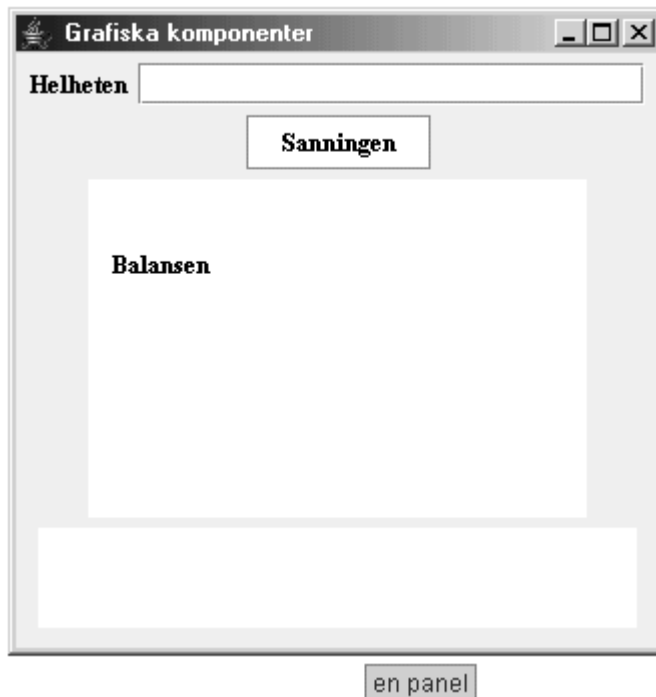 Grafiska komponenter
Helheten
Sanningen
Balansen
en panel